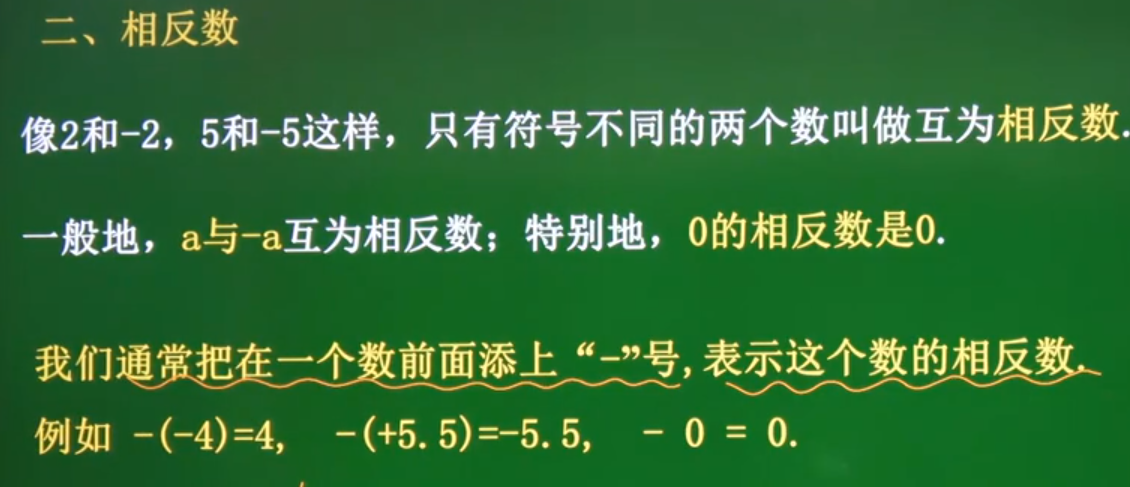 二、相反数
像2和-2，5和-5这样，只有符号不同的两个数叫做互为相反数.
一般地，a与-a互为相反数；特别地，0的相反数是0.
我们通常把在一个数前面添上“-”号,表示这个数的相反数.
例如 -(-4)=4, -(+5.5)=-5.5, - 0 = 0.